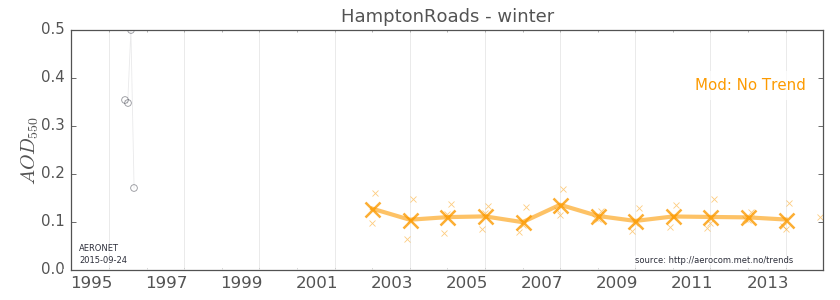 HamptonRoads - winter
0.5
0.4
0.3
0.2
0.1
0.0
AOD550
Mod: No Trend
AERONET
2015-09-24
source: http://aerocom.met.no/trends
1995 1997 1999 2001 2003 2005 2007 2009 2011 2013